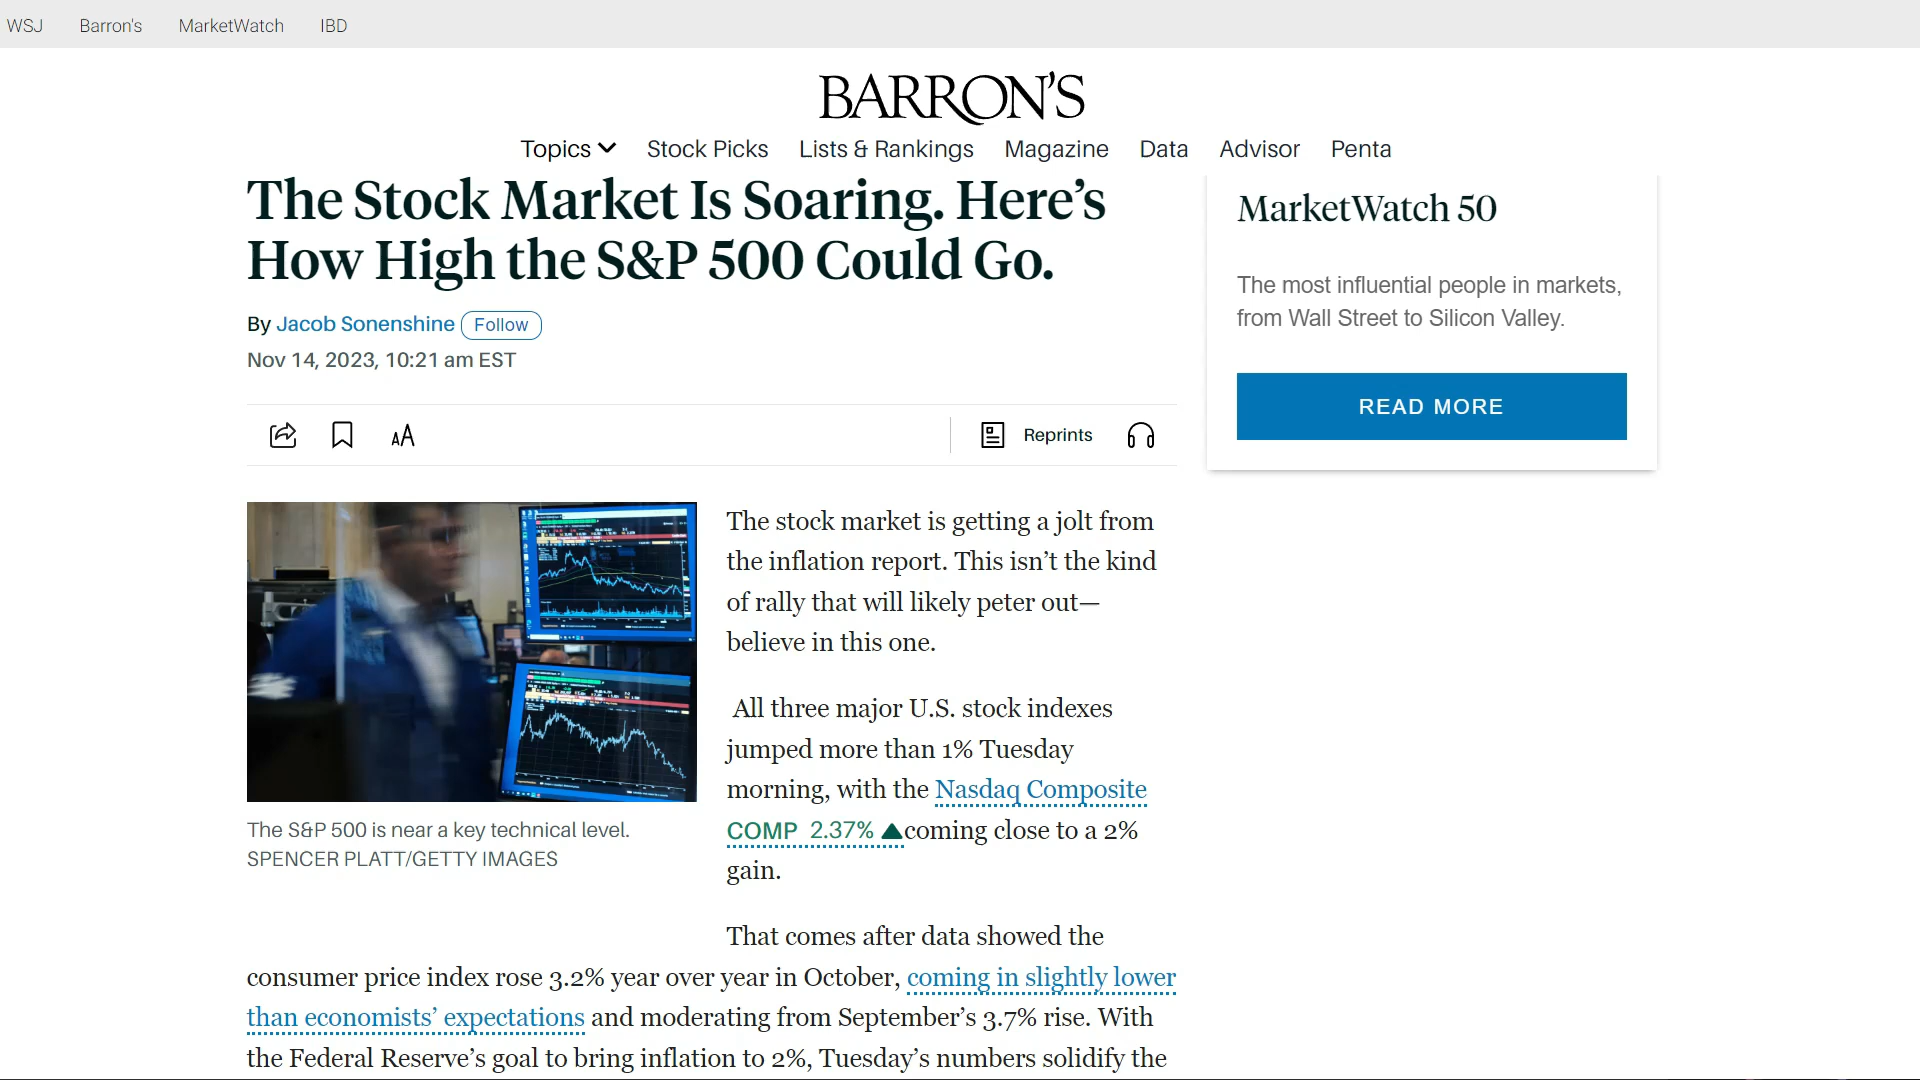 WSJ Barron's MarketWatch IBD
BARRON'S
Topics Stock Picks Lists & Rankings Magazine Data Advisor Penta
The Stock Market Is Soaring. Here’s
How High the S&P 500 Could Go.
By Jacob Sonenshine Follow
Nov 14, 2023, 10:21 am EST
AA
Reprints
The S&P 500 is near a key technical level.
SPENCER PLATT/GETTY IMAGES
The stock market is getting a jolt from
the inflation report. This isn’t the kind
of rally that will likely peter out—
believe in this one.
All three major U.S. stock indexes
jumped more than 1% Tuesday
morning, with the Nasdaq Composite
COMP 2.37% ▲coming close to a 2%
gain.
That comes after data showed the
consumer price index rose 3.2% year over year in October, coming in slightly lower
than economists’ expectations and moderating from September’s 3.7% rise. With
the Federal Reserve’s goal to bring inflation to 2%, Tuesday’s numbers solidify the
MarketWatch 50
The most influential people in markets,
from Wall Street to Silicon Valley.
READ MORE